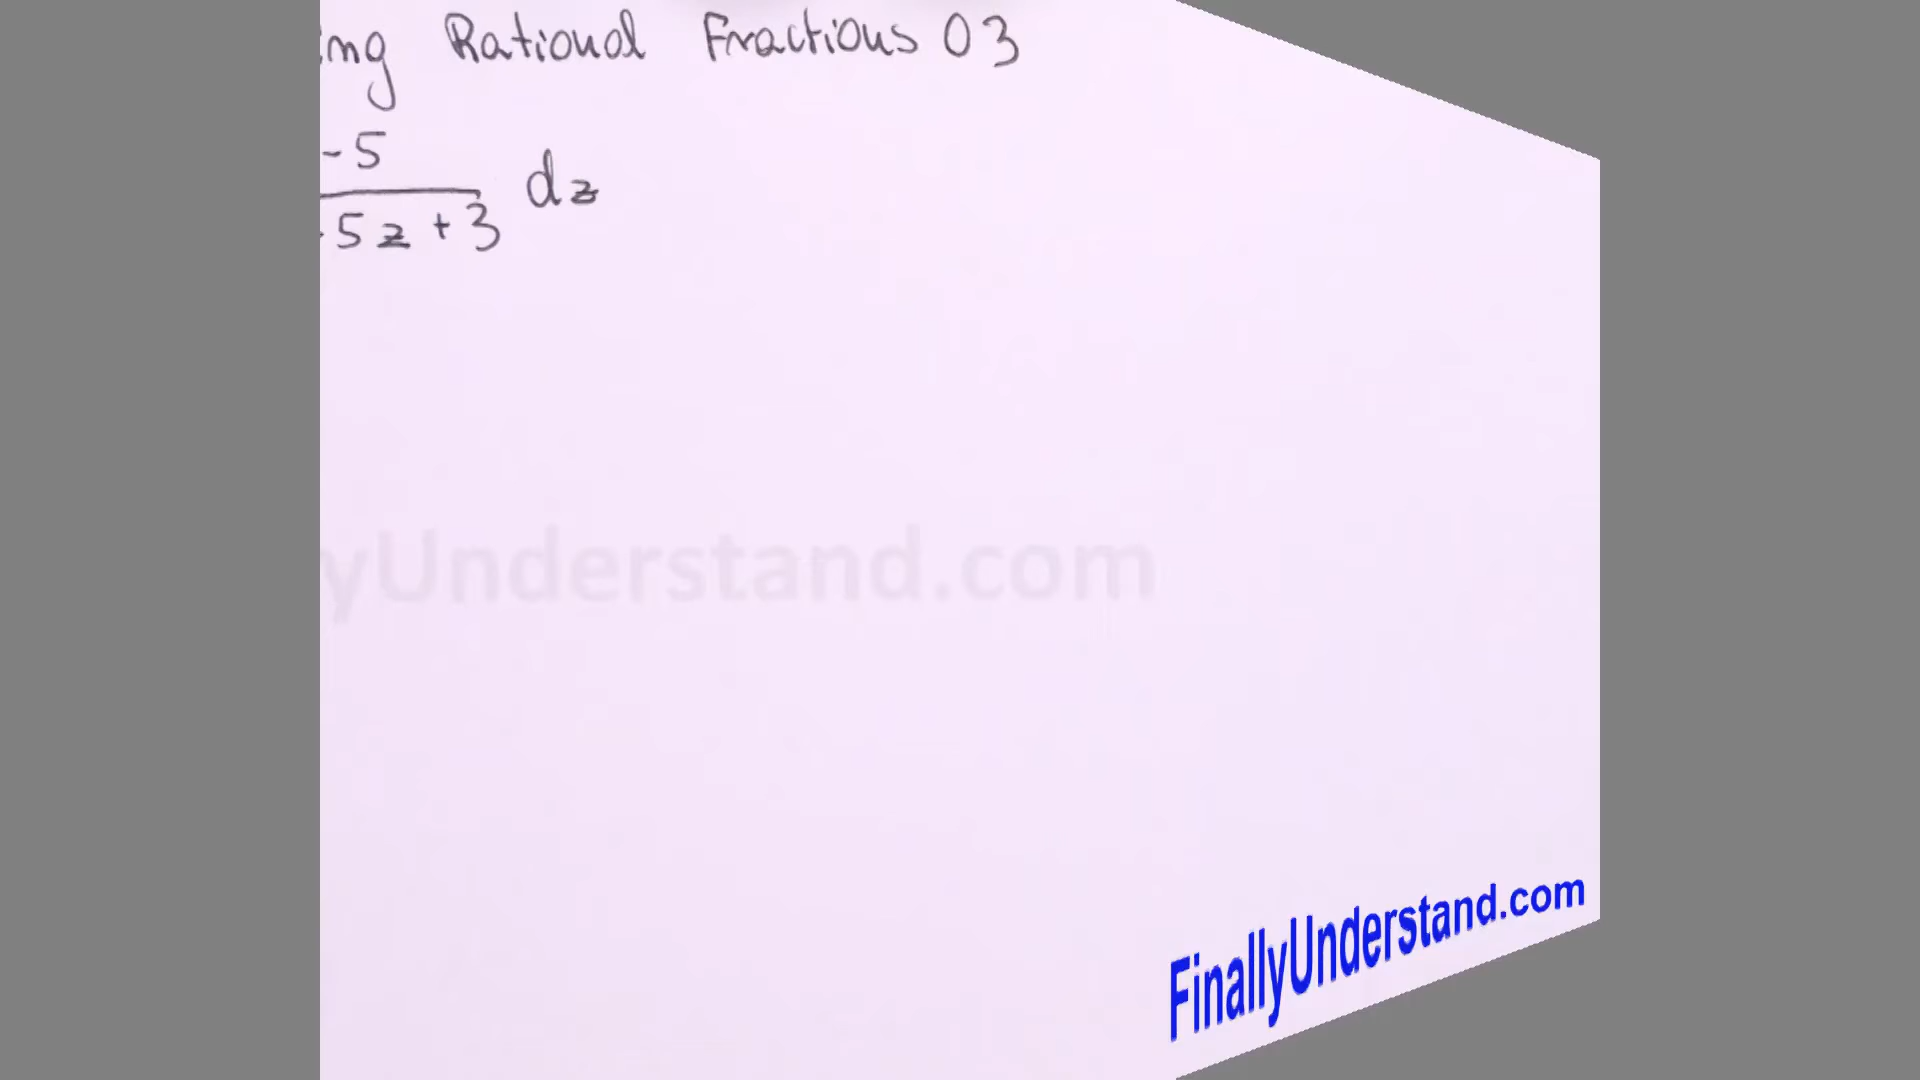 ing Rational Fractions 03
-5
5z + 3 dz
yUnderstand.com
FinallyUnderstand.com